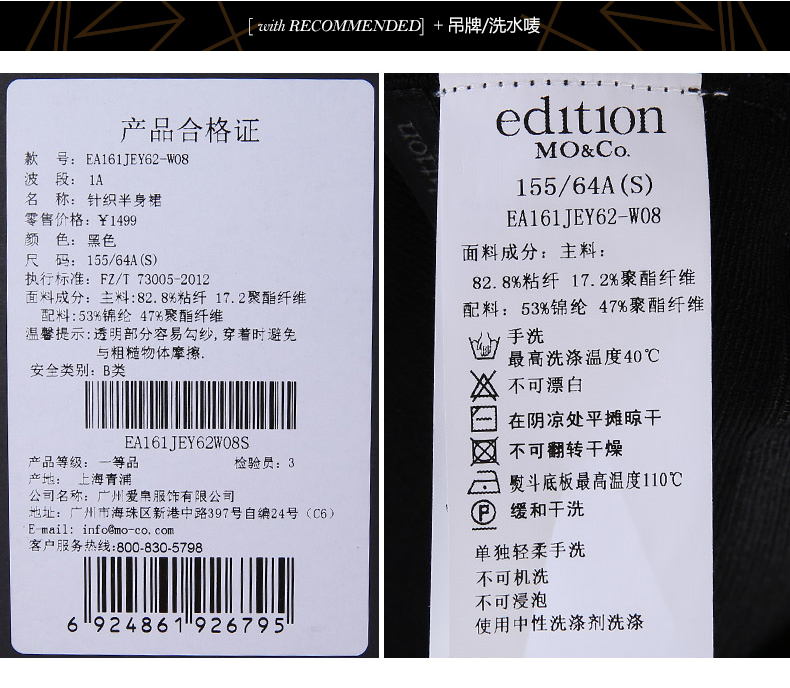 [ with RECOMMENDED] + 吊牌/洗水唛
产品合格证
款 号: EA161JEY62-W08
波 段: 1A
名 称: 针织半身裙
零售价格: ¥1499
颜 色: 黑色
尺 码: 155/64A(S)
执行标准: FZ/T 73005-2012
面料成分: 主料:82.8%粘纤 17.2%聚酯纤维
配料:53%锦纶 47%聚酯纤维
温馨提示:透明部分容易勾纱,穿着时避免
与粗糙物体摩擦.
安全类别: B类
EA161JEY62W08S
产品等级: 一等品 检验员: 3
产地: 上海青浦
公司名称: 广州爱帛服饰有限公司
地址: 广州市海珠区新港中路397号自编24号 (C6)
E-mail: info@mo-co.com
客户服务热线:800-830-5798
6 924861 926795
edition
MO&Co.
155/64A(S)
EA161JEY62-W08
面料成分: 主料:
82.8%粘纤 17.2%聚酯纤维
配料: 53%锦纶 47%聚酯纤维
手洗
最高洗涤温度40℃
不可漂白
在阴凉处平摊晾干
不可翻转干燥
熨斗底板最高温度110℃
P 缓和干洗
单独轻柔手洗
不可机洗
不可浸泡
使用中性洗涤剂洗涤